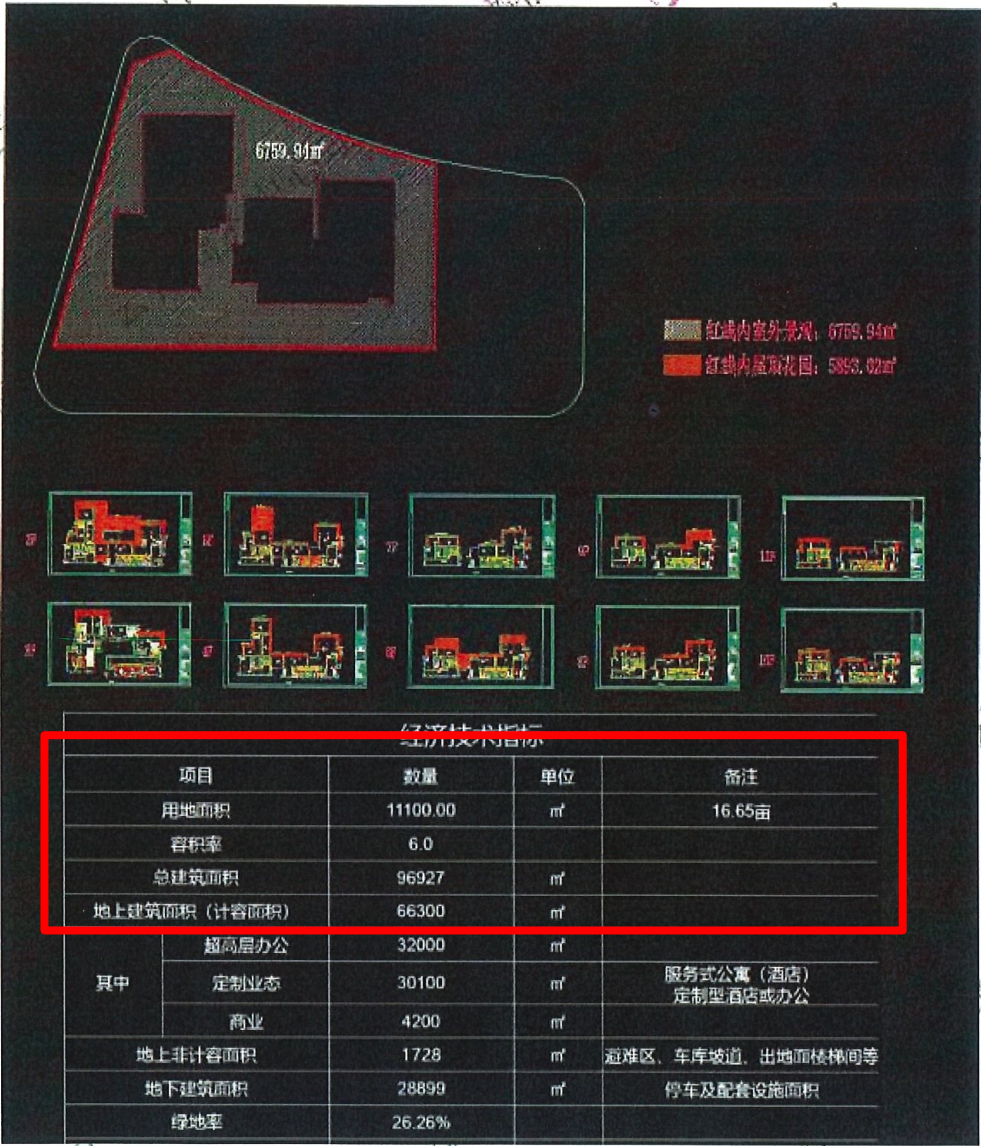 6759.94㎡
红线内室外景观：6759.94㎡
红线内屋顶花园：5893.02㎡
经济技术指标
项目 数量 单位 备注
用地面积 11100.00 ㎡ 16.65亩
容积率 6.0
总建筑面积 96927 ㎡
地上建筑面积（计容面积） 66300 ㎡
其中 超高层办公 32000 ㎡
定制业态 30100 ㎡ 服务式公寓（酒店）
定制型酒店或办公
商业 4200 ㎡
地上非计容面积 1728 ㎡ 避难区、车库坡道、出地面楼梯间等
地下建筑面积 28899 ㎡ 停车及配套设施面积
绿地率 26.26%